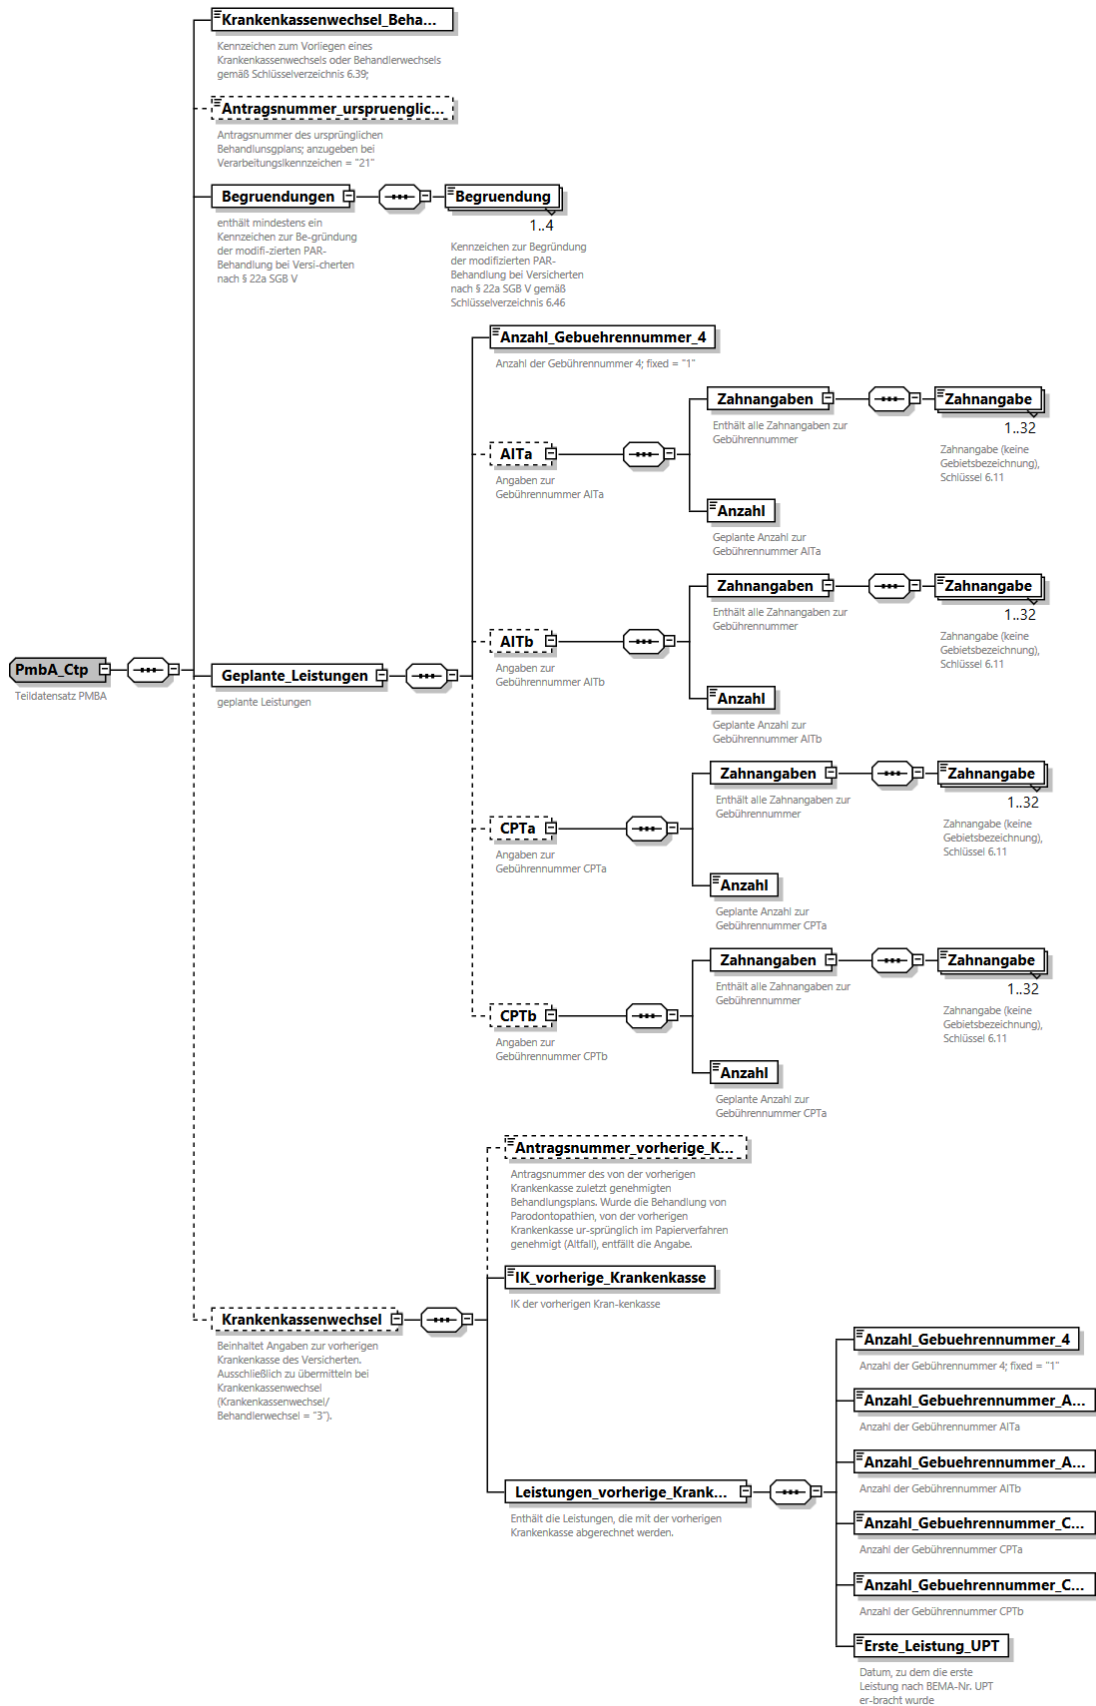 Krankenkassenwechsel_Beha...
Kennzeichen zum Vorliegen eines
Krankenkassenwechsels oder Behandlerwechsels
gemäß Schlüsselverzeichnis 6.39;
Antragsnummer_urspruenglic...
Antragsnummer des ursprünglichen
Behandlunsgplans; anzugeben bei
Verarbeitungslkennzeichen = "21"
Begruendungen
enthält mindestens ein
Kennzeichen zur Be-gründung
der modifi-zierten PAR-
Behandlung bei Versi-cherten
nach § 22a SGB V
Begruendung
1..4
Kennzeichen zur Begründung
der modifizierten PAR-
Behandlung bei Versicherten
nach § 22a SGB V gemäß
Schlüsselverzeichnis 6.46
PmbA_Ctp
Teildatensatz PMBA
Geplante_Leistungen
geplante Leistungen
Anzahl_Gebuehrennummer_4
Anzahl der Gebührennummer 4; fixed = "1"
AITa
Angaben zur
Gebührennummer AITa
Zahnangaben
Enthält alle Zahnangaben zur
Gebührennummer
Zahnangabe
1..32
Zahnangabe (keine
Gebietsbezeichnung),
Schlüssel 6.11
Anzahl
Geplante Anzahl zur
Gebührennummer AITa
AITb
Angaben zur
Gebührennummer AITb
Zahnangaben
Enthält alle Zahnangaben zur
Gebührennummer
Zahnangabe
1..32
Zahnangabe (keine
Gebietsbezeichnung),
Schlüssel 6.11
Anzahl
Geplante Anzahl zur
Gebührennummer AITb
CPTa
Angaben zur
Gebührennummer CPTa
Zahnangaben
Enthält alle Zahnangaben zur
Gebührennummer
Zahnangabe
1..32
Zahnangabe (keine
Gebietsbezeichnung),
Schlüssel 6.11
Anzahl
Geplante Anzahl zur
Gebührennummer CPTa
CPTb
Angaben zur
Gebührennummer CPTb
Zahnangaben
Enthält alle Zahnangaben zur
Gebührennummer
Zahnangabe
1..32
Zahnangabe (keine
Gebietsbezeichnung),
Schlüssel 6.11
Anzahl
Geplante Anzahl zur
Gebührennummer CPTa
Krankenkassenwechsel
Beinhaltet Angaben zur vorherigen
Krankenkasse des Versicherten.
Ausschließlich zu übermitteln bei
Krankenkassenwechsel
(Krankenkassenwechsel/
Behandlerwechsel = "3").
Antragsnummer_vorherige_K...
Antragsnummer des von der vorherigen
Krankenkasse zuletzt genehmigten
Behandlungsplans. Wurde die Behandlung von
Parodontopathien, von der vorherigen
Krankenkasse ur-sprünglich im Papierverfahren
genehmigt (Altfall), entfällt die Angabe.
IK_vorherige_Krankenkasse
IK der vorherigen Kran-kenkasse
Leistungen_vorherige_Krank...
Enthält die Leistungen, die mit der vorherigen
Krankenkasse abgerechnet werden.
Anzahl_Gebuehrennummer_4
Anzahl der Gebührennummer 4; fixed = "1"
Anzahl_Gebuehrennummer_A...
Anzahl der Gebührennummer AITa
Anzahl_Gebuehrennummer_A...
Anzahl der Gebührennummer AITb
Anzahl_Gebuehrennummer_C...
Anzahl der Gebührennummer CPTa
Anzahl_Gebuehrennummer_C...
Anzahl der Gebührennummer CPTb
Erste_Leistung_UPT
Datum, zu dem die erste
Leistung nach BEMA-Nr. UPT
er-bracht wurde